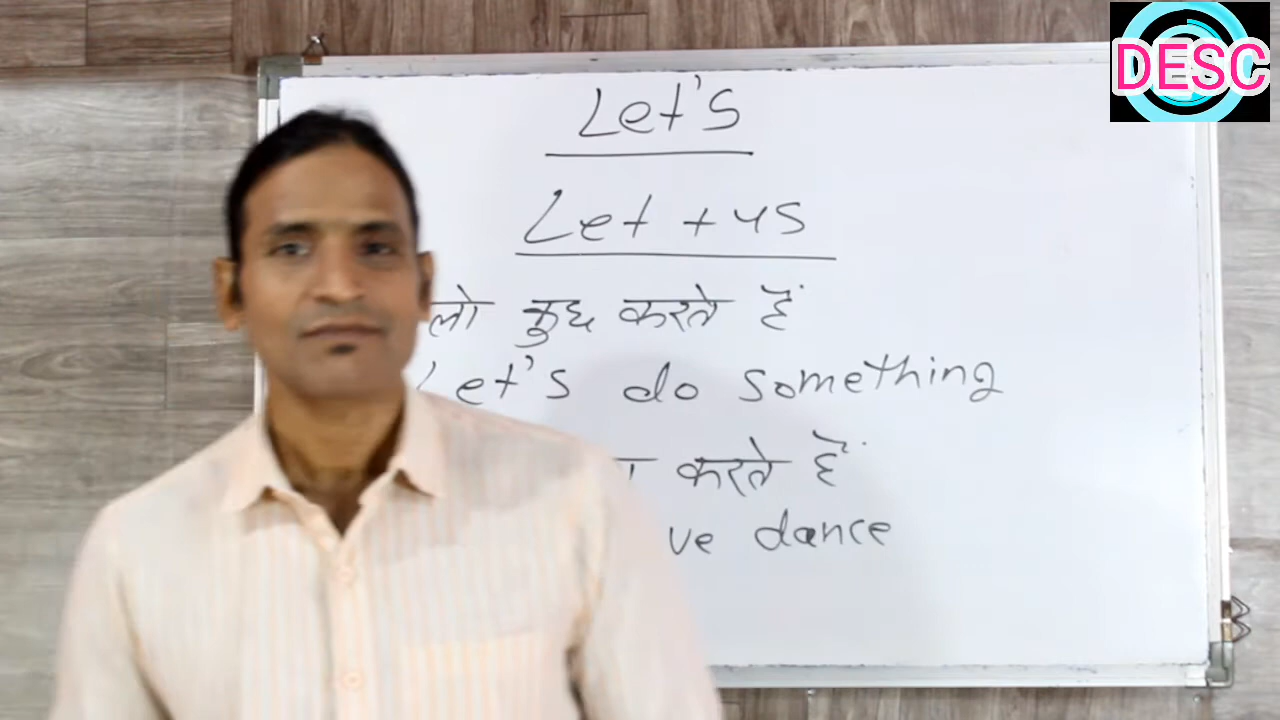 DESC
Let's
Let + us
लो कुछ करते हैं
Let's do something
करते हैं
ve dance